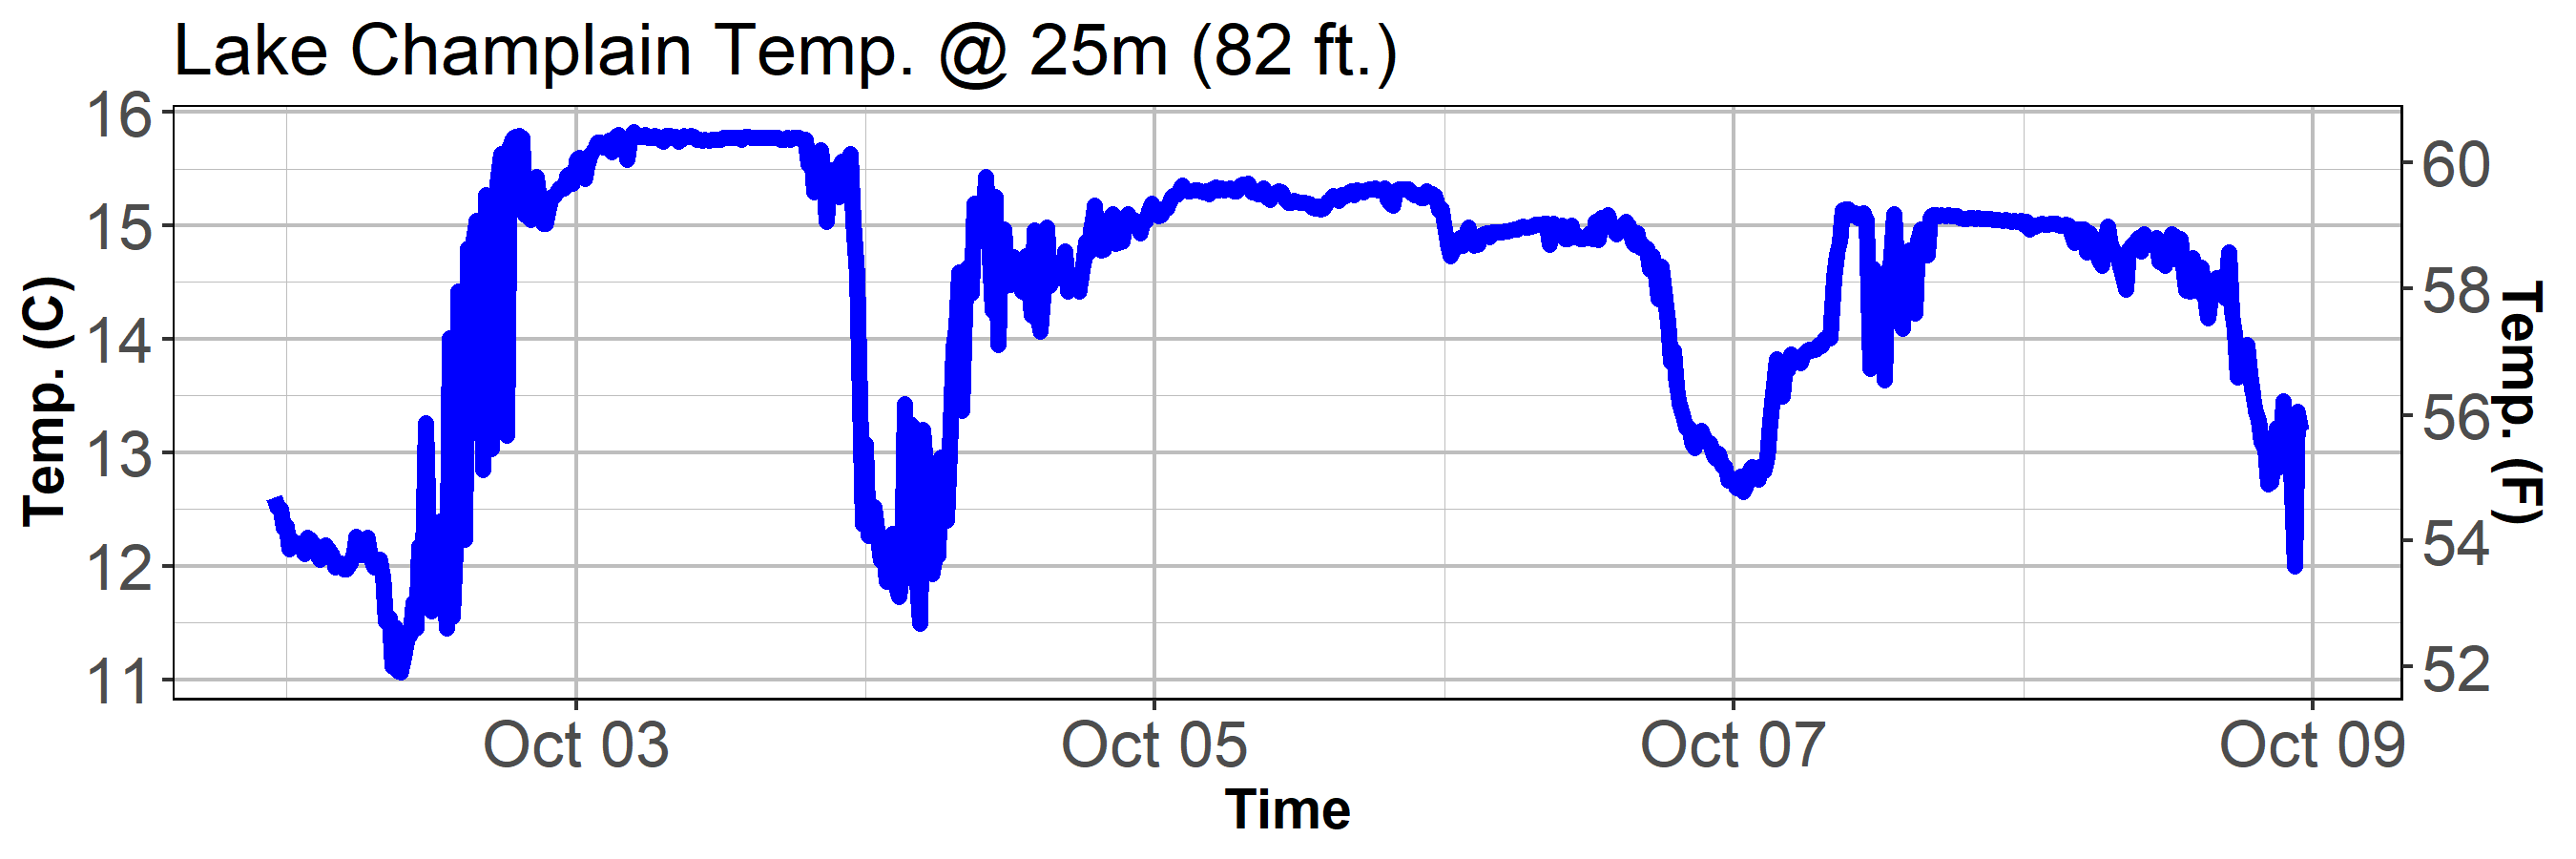 Lake Champlain Temp. @ 25m (82 ft.)
16
15
14
13
12
11
Temp. (C)
60
58
56
54
52
Temp. (F)
Oct 03
Oct 05
Oct 07
Oct 09
Time